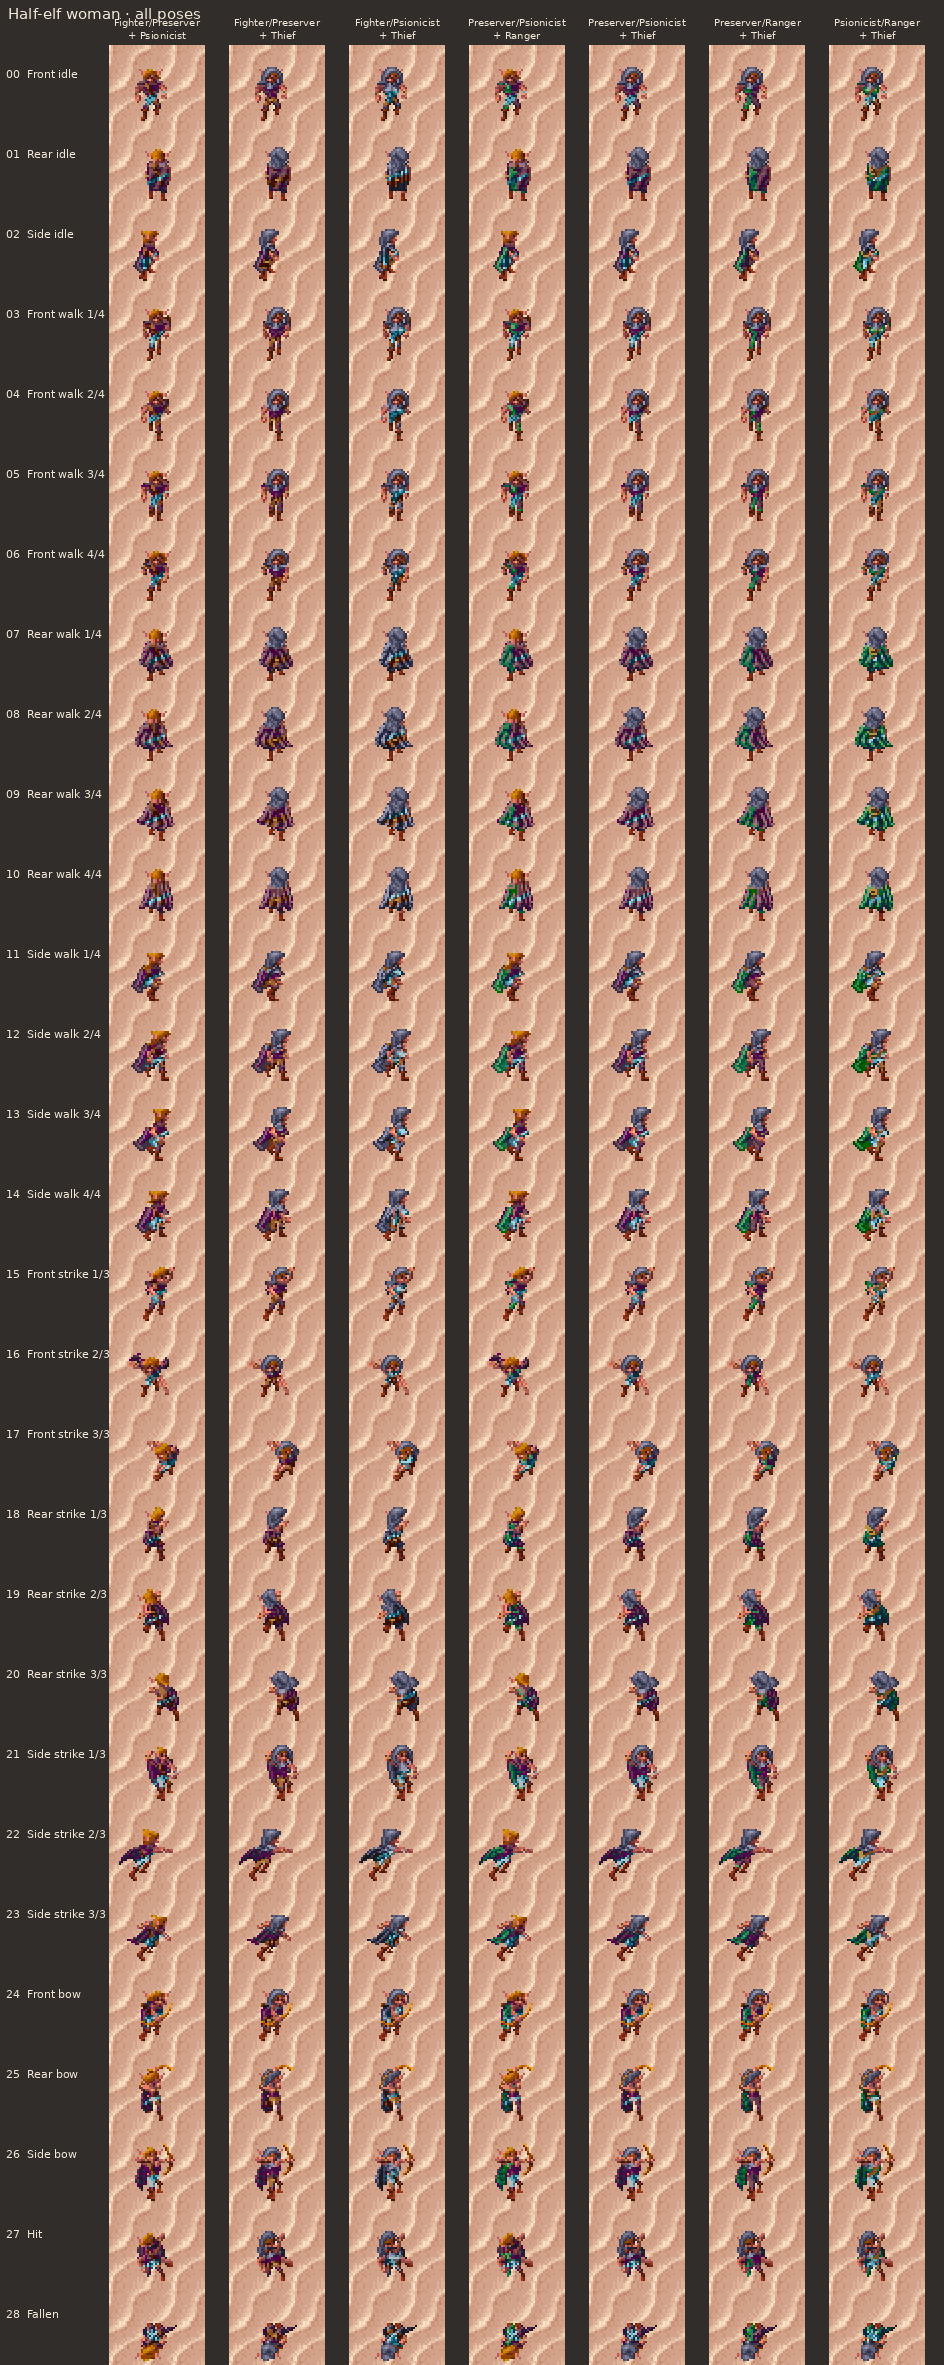 Half-elf woman · all poses
Fighter/Preserver
+ Psionicist
Fighter/Preserver
+ Thief
Fighter/Psionicist
+ Thief
Preserver/Psionicist
+ Ranger
Preserver/Psionicist
+ Thief
Preserver/Ranger
+ Thief
Psionicist/Ranger
+ Thief
00 Front idle
01 Rear idle
02 Side idle
03 Front walk 1/4
04 Front walk 2/4
05 Front walk 3/4
06 Front walk 4/4
07 Rear walk 1/4
08 Rear walk 2/4
09 Rear walk 3/4
10 Rear walk 4/4
11 Side walk 1/4
12 Side walk 2/4
13 Side walk 3/4
14 Side walk 4/4
15 Front strike 1/3
16 Front strike 2/3
17 Front strike 3/3
18 Rear strike 1/3
19 Rear strike 2/3
20 Rear strike 3/3
21 Side strike 1/3
22 Side strike 2/3
23 Side strike 3/3
24 Front bow
25 Rear bow
26 Side bow
27 Hit
28 Fallen